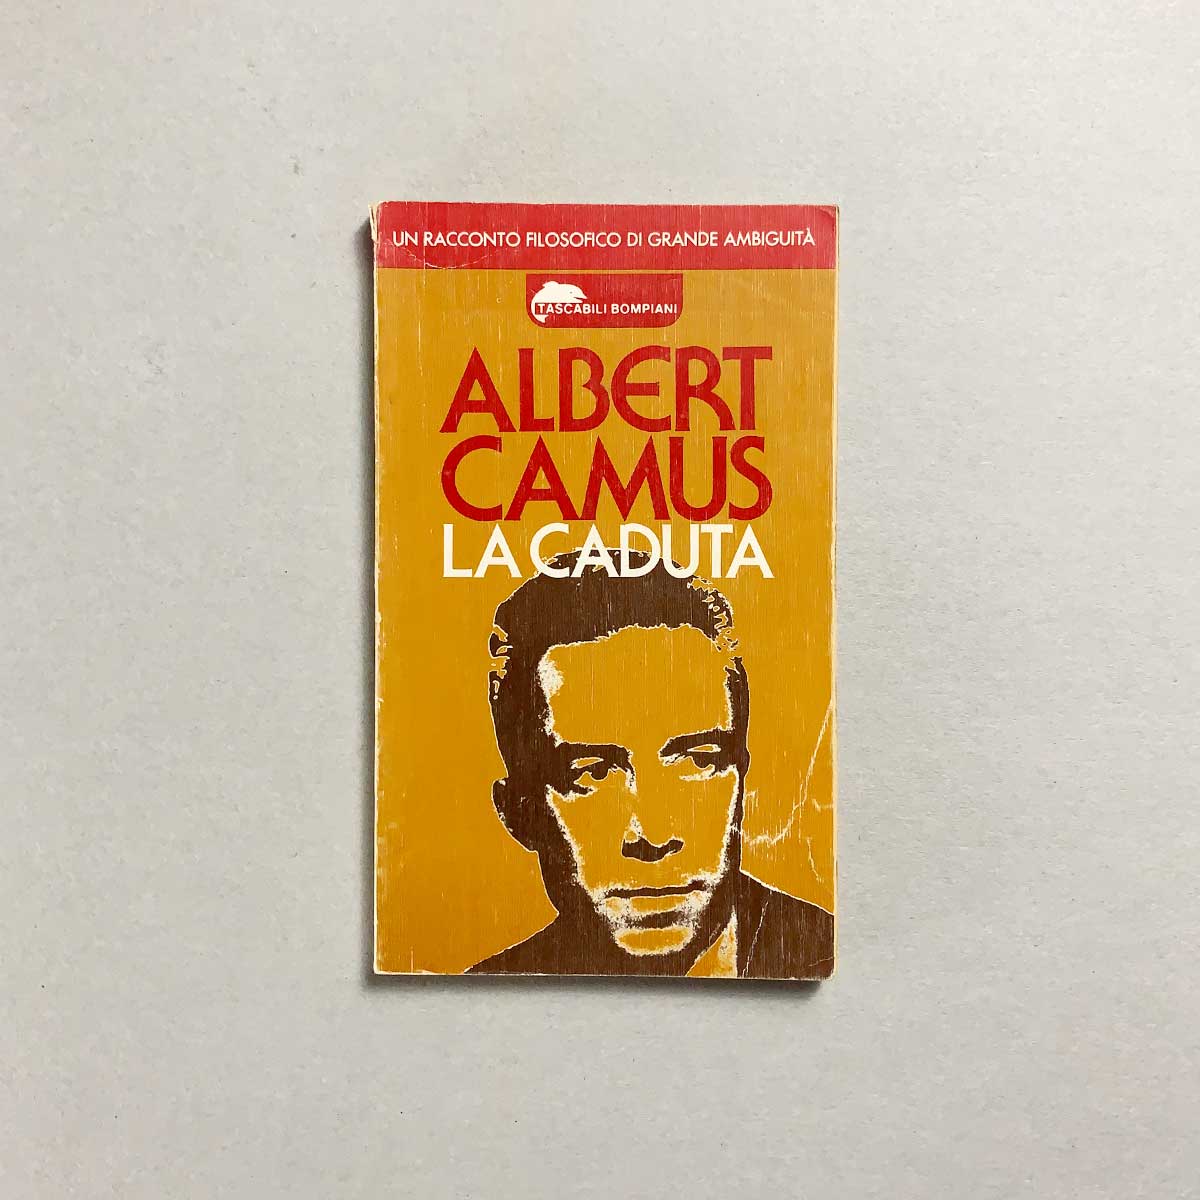 UN RACCONTO FILOSOFICO DI GRANDE AMBIGUITÀ
TASCABILI BOMPIANI
ALBERT
CAMUS
LA CADUTA